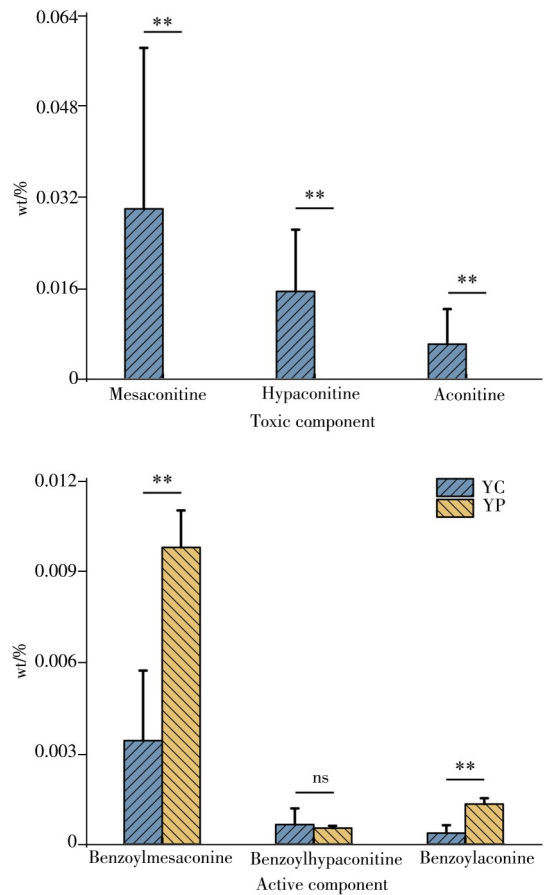 0.064
**
0.048
wt/%
0.032
**
0.016
**
0
Mesaconitine Hypaconitine Aconitine
Toxic component
0.012
**
YC
YP
0.009
wt/%
0.006
0.003
**
ns
0
Benzoylmesaconine Benzoylhypaconitine Benzoylaconine
Active component